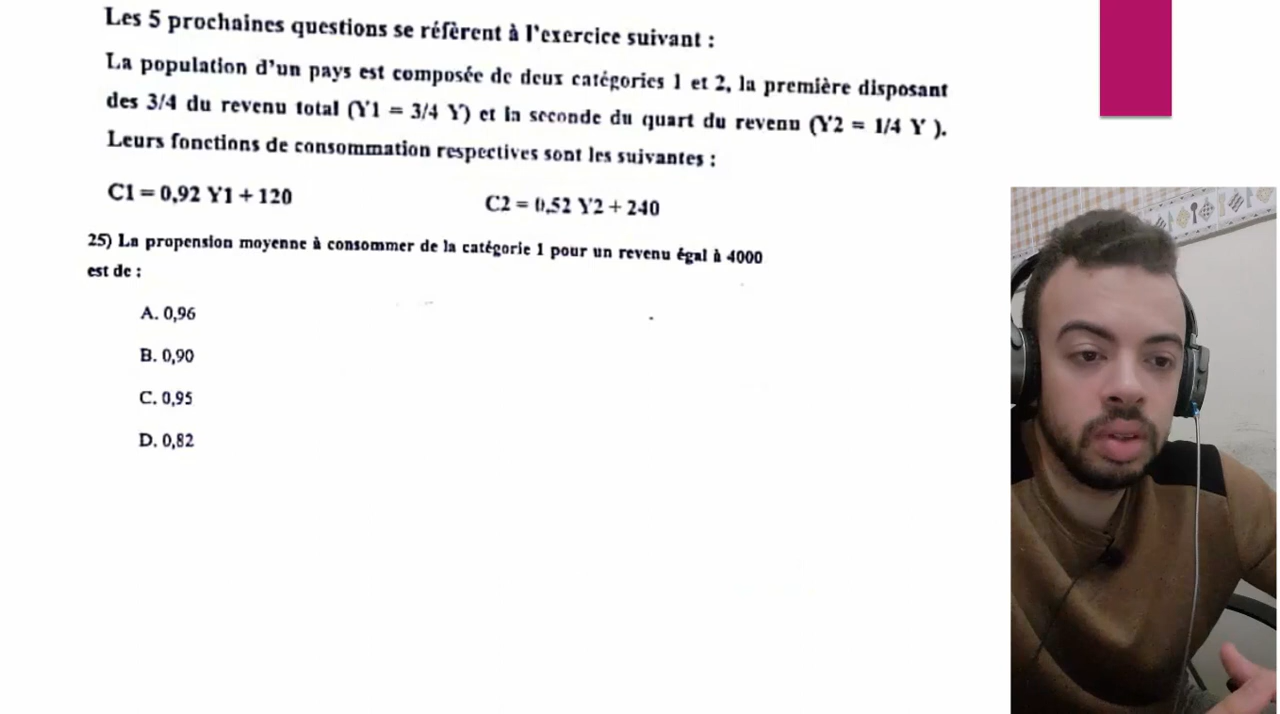 Les 5 prochaines questions se réfèrent à l'exercice suivant :
La population d'un pays est composée de deux catégories 1 et 2, la première disposant
des 3/4 du revenu total (Y1 = 3/4 Y) et la seconde du quart du revenu (Y2 = 1/4 Y ).
Leurs fonctions de consommation respectives sont les suivantes :
C1 = 0,92 Y1 + 120 C2 = 0,52 Y2 + 240
25) La propension moyenne à consommer de la catégorie 1 pour un revenu égal à 4000
est de :
A. 0,96
B. 0,90
C. 0,95
D. 0,82